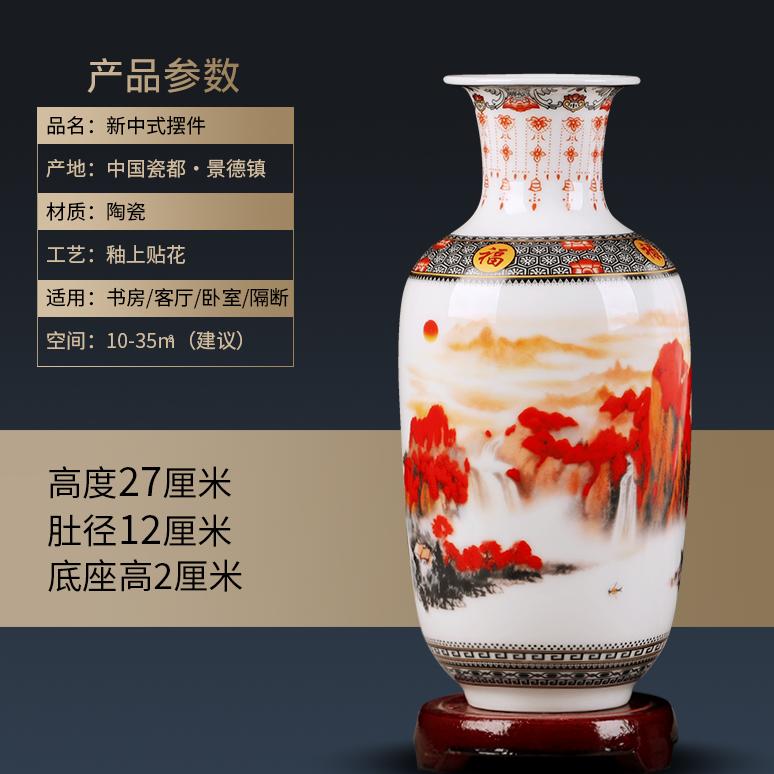 产品参数
品名：新中式摆件
产地：中国瓷都·景德镇
材质：陶瓷
工艺：釉上贴花
适用：书房/客厅/卧室/隔断
空间：10-35㎡（建议）
高度27厘米
肚径12厘米
底座高2厘米
福
福